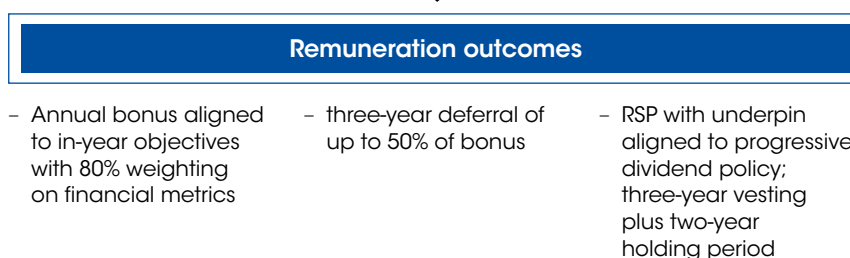 Remuneration outcomes
– Annual bonus aligned
to in-year objectives
with 80% weighting
on financial metrics
– three-year deferral of
up to 50% of bonus
– RSP with underpin
aligned to progressive
dividend policy;
three-year vesting
plus two-year
holding period